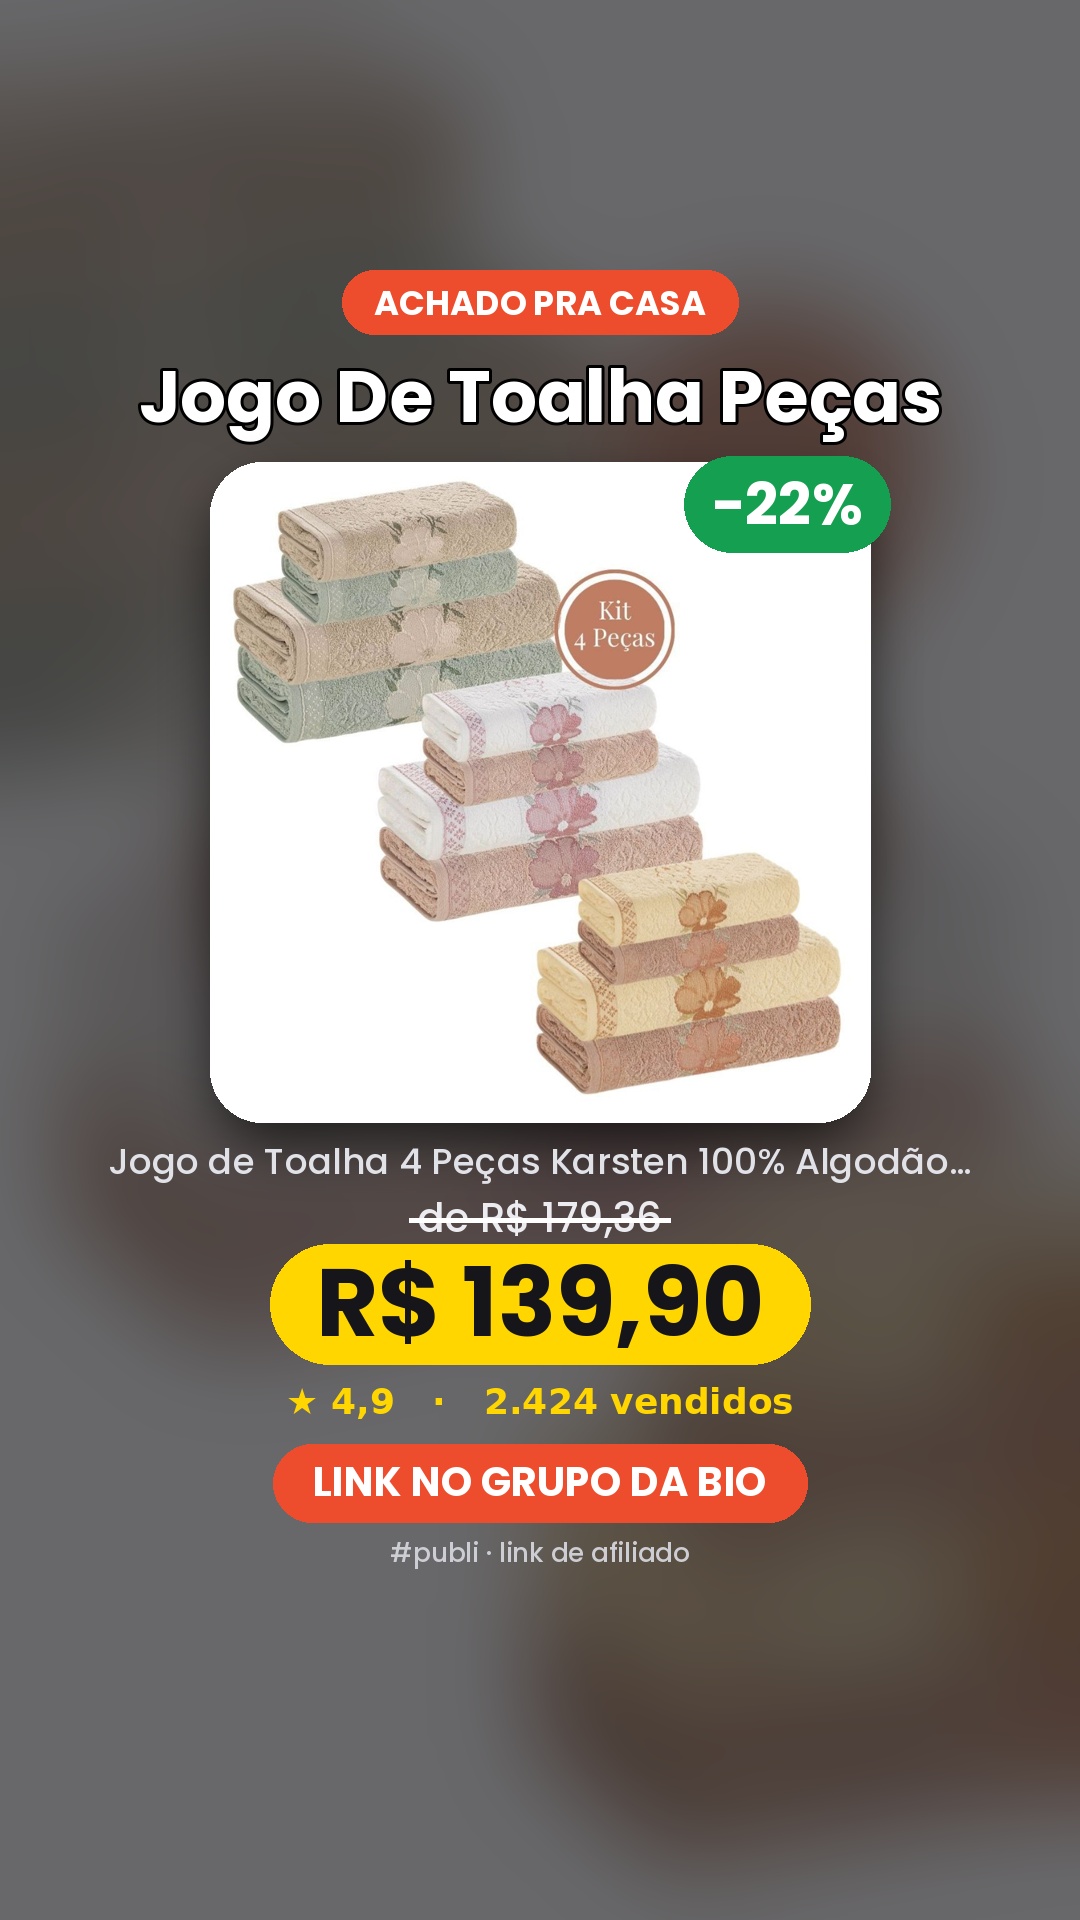 ACHADO PRA CASA
Jogo De Toalha Peças
-22%
Kit
4 Peças
Jogo de Toalha 4 Peças Karsten 100% Algodão...
de R$ 179,36
R$ 139,90
★ 4,9 · 2.424 vendidos
LINK NO GRUPO DA BIO
#publi · link de afiliado